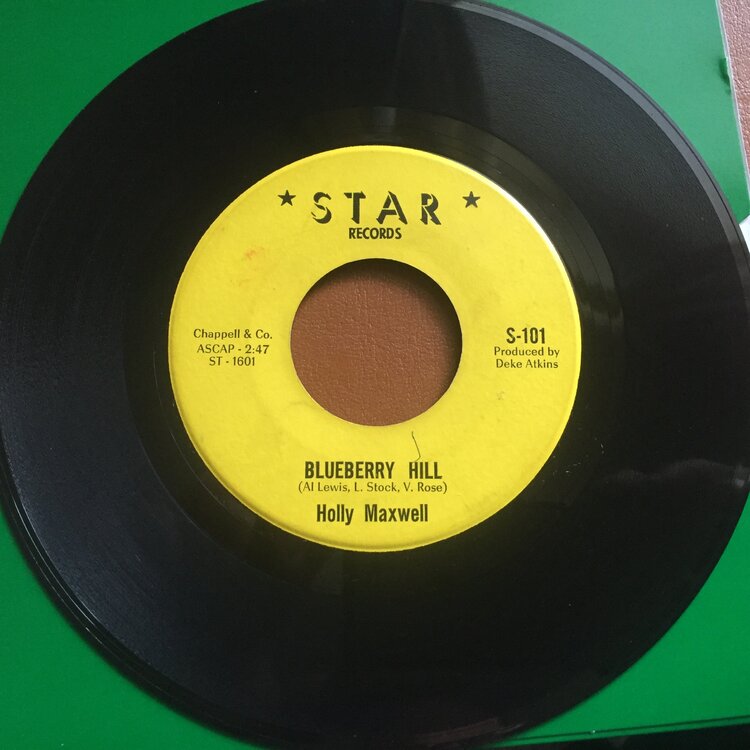 ★ STAR ★
RECORDS
Chappell & Co.
ASCAP - 2:47
ST - 1601
S-101
Produced by
Deke Atkins
BLUEBERRY HILL
(Al Lewis, L. Stock, V. Rose)
Holly Maxwell